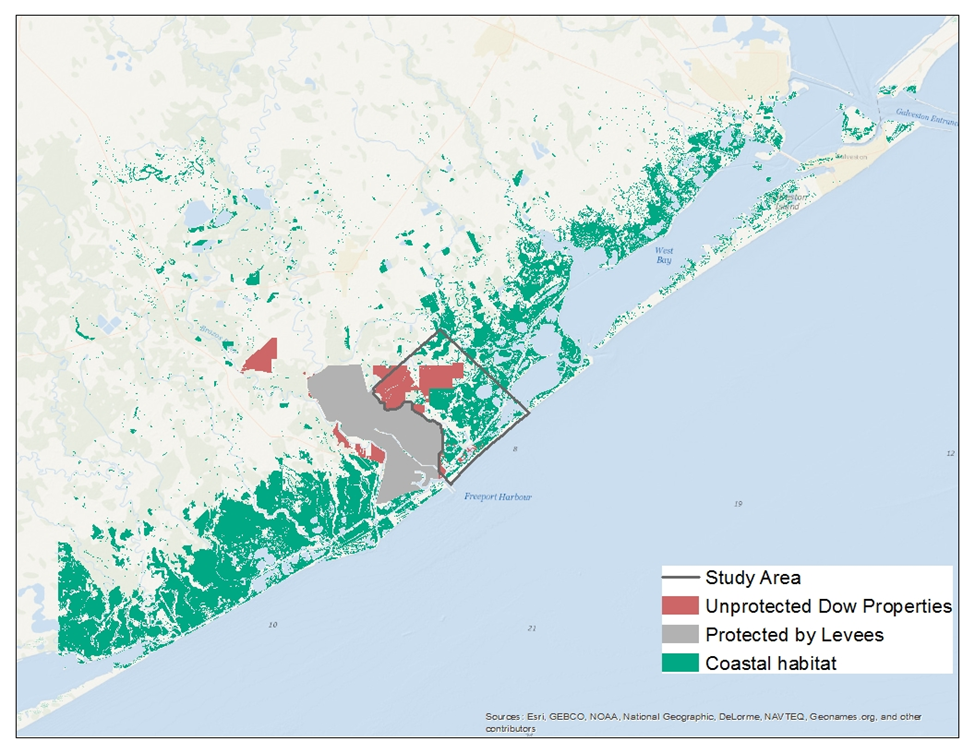 Galveston Entranc
West
Bay
8
12
Freeport Harbour
19
Study Area
Unprotected Dow Properties
Protected by Levees
Coastal habitat
10
21
Sources: Esri, GEBCO, NOAA, National Geographic, DeLorme, NAVTEQ, Geonames.org, and other
contributors